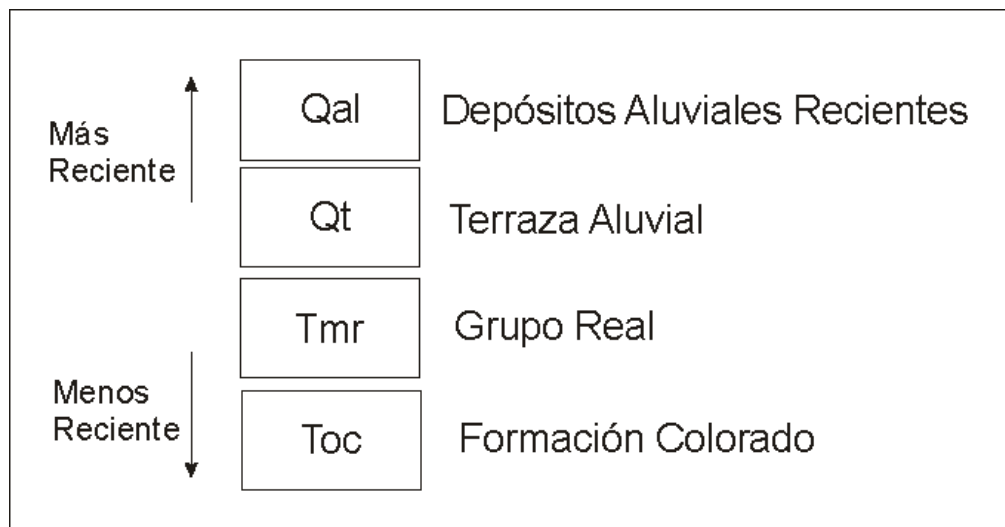 Más
Reciente
Qal
Depósitos Aluviales Recientes
Qt
Terraza Aluvial
Tmr
Grupo Real
Menos
Reciente
Toc
Formación Colorado